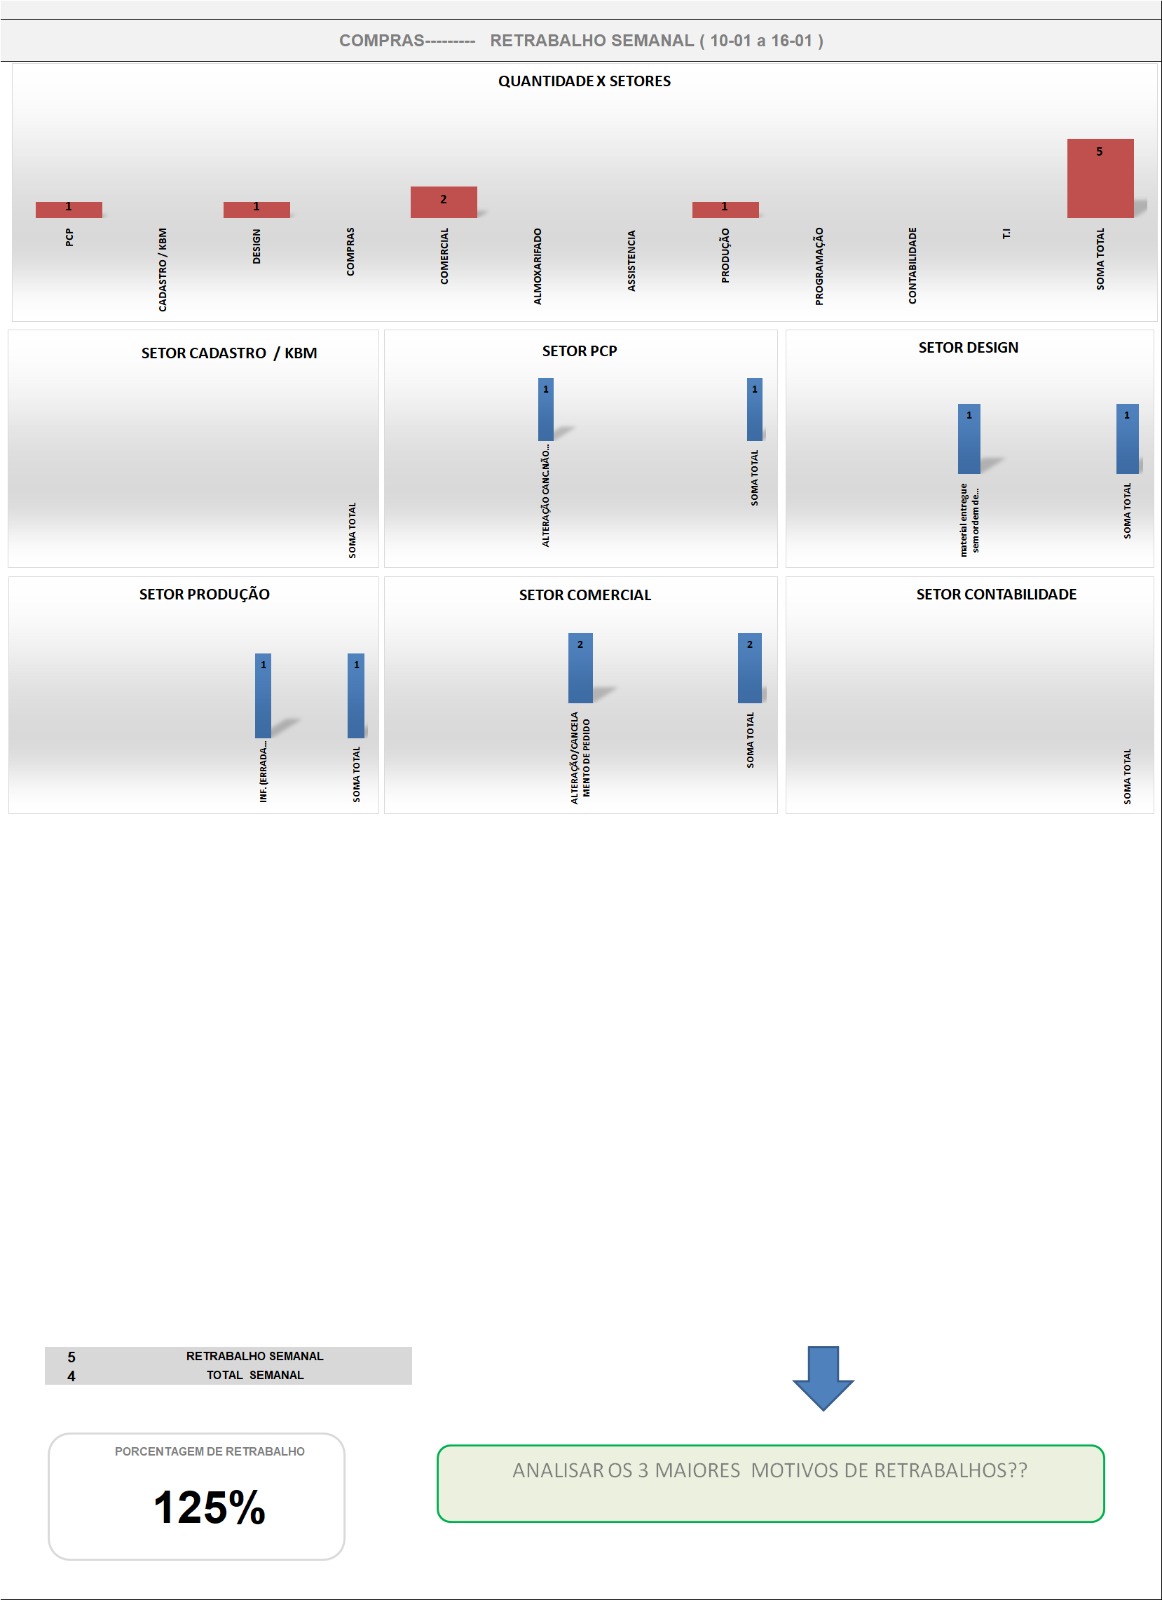 COMPRAS--------- RETRABALHO SEMANAL ( 10-01 a 16-01 )
QUANTIDADE X SETORES
1
1
2
1
5
PCP
CADASTRO / KBM
DESIGN
COMPRAS
COMERCIAL
ALMOXARIFADO
ASSISTENCIA
PRODUÇÃO
PROGRAMAÇÃO
CONTABILIDADE
T.I
SOMA TOTAL
SETOR CADASTRO / KBM
SOMA TOTAL
SETOR PCP
1
1
ALTERAÇÃO CANC.NÃO...
SOMA TOTAL
SETOR DESIGN
1
1
material entregue
sem ordem de...
SOMA TOTAL
SETOR PRODUÇÃO
1
1
INF. (ERRADA...
SOMA TOTAL
SETOR COMERCIAL
2
2
ALTERAÇÃO/CANCELA
MENTO DE PEDIDO
SOMA TOTAL
SETOR CONTABILIDADE
SOMA TOTAL
5 RETRABALHO SEMANAL
4 TOTAL SEMANAL
PORCENTAGEM DE RETRABALHO
125%
ANALISAR OS 3 MAIORES MOTIVOS DE RETRABALHOS??